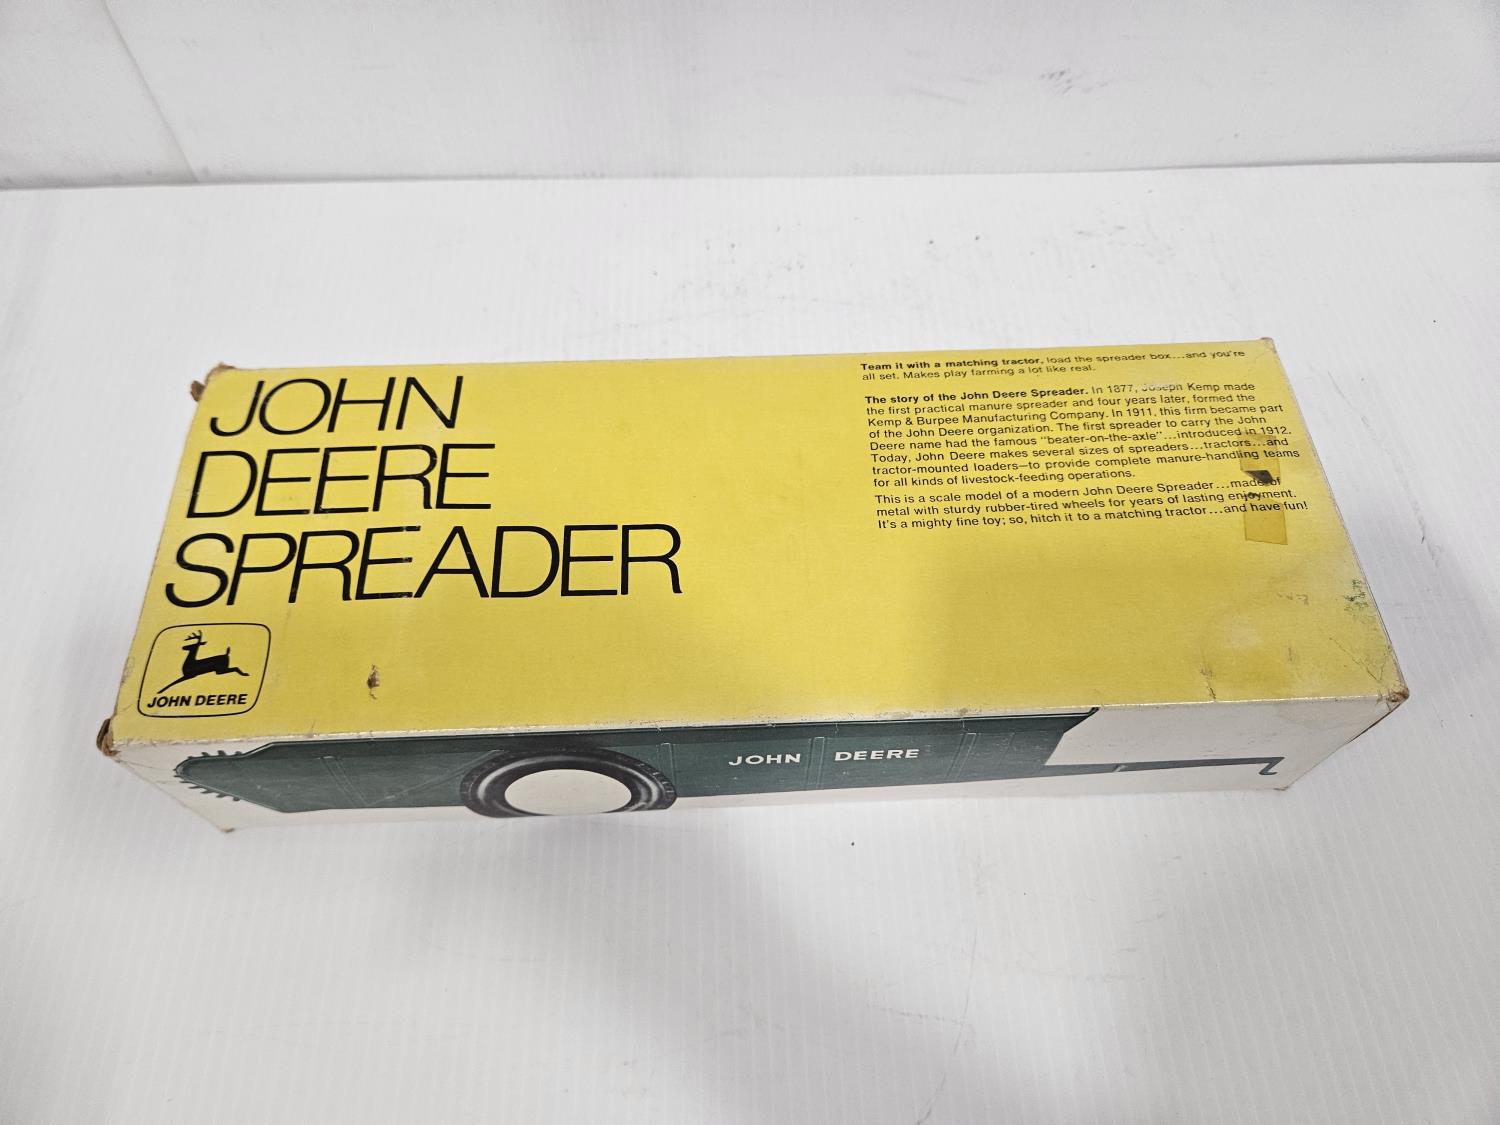 JOHN
DEERE
SPREADER
JOHN DEERE
Team it with a matching tractor, load the spreader box...and you're
all set. Makes play farming a lot like real.
The story of the John Deere Spreader. In 1877, Joseph Kemp made
the first practical manure spreader and four years later, formed the
Kemp & Burpee Manufacturing Company. In 1911, this firm became part
of the John Deere organization. The first spreader to carry the John
Deere name had the famous "beater-on-the-axle"...introduced in 1912.
Today, John Deere makes several sizes of spreaders...tractors...and
tractor-mounted loaders—to provide complete manure-handling teams
for all kinds of livestock-feeding operations.
This is a scale model of a modern John Deere Spreader...made of
metal with sturdy rubber-tired wheels for years of lasting enjoyment.
It's a mighty fine toy; so, hitch it to a matching tractor...and have fun!
JOHN DEERE